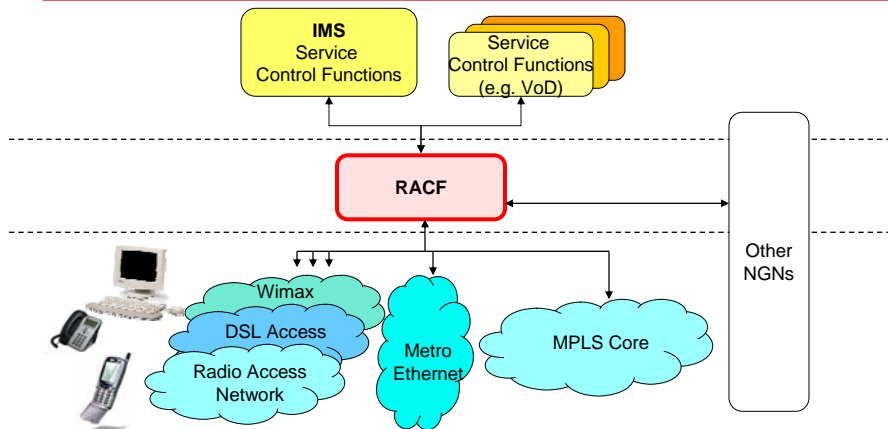 IMS
Service
Control Functions
Service
Control Functions
(e.g. VoD)
RACF
Other
NGNs
Wimax
DSL Access
Radio Access
Network
Metro
Ethernet
MPLS Core